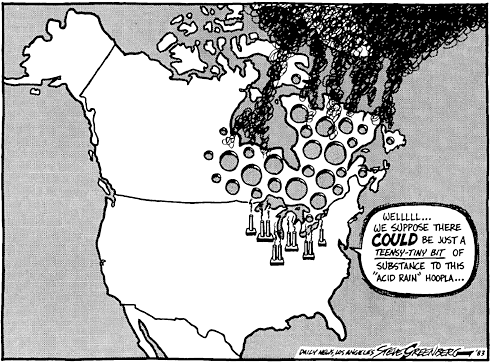 WELLLLL...
WE SUPPOSE THERE
COULD BE JUST A
TEENSY-TINY BIT OF
SUBSTANCE TO THIS
"ACID RAIN" HOOPLA...
DAILY NEWS, LOS ANGELES STEVE GREENBERG '83